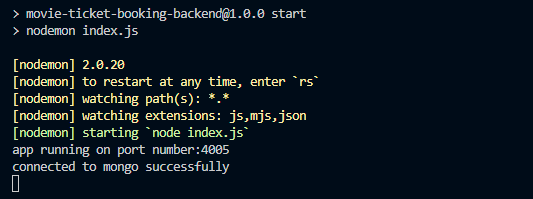 > movie-ticket-booking-backend@1.0.0 start
> nodemon index.js
[nodemon] 2.0.20
[nodemon] to restart at any time, enter `rs`
[nodemon] watching path(s): *.*
[nodemon] watching extensions: js,mjs,json
[nodemon] starting `node index.js`
app running on port number:4005
connected to mongo successfully